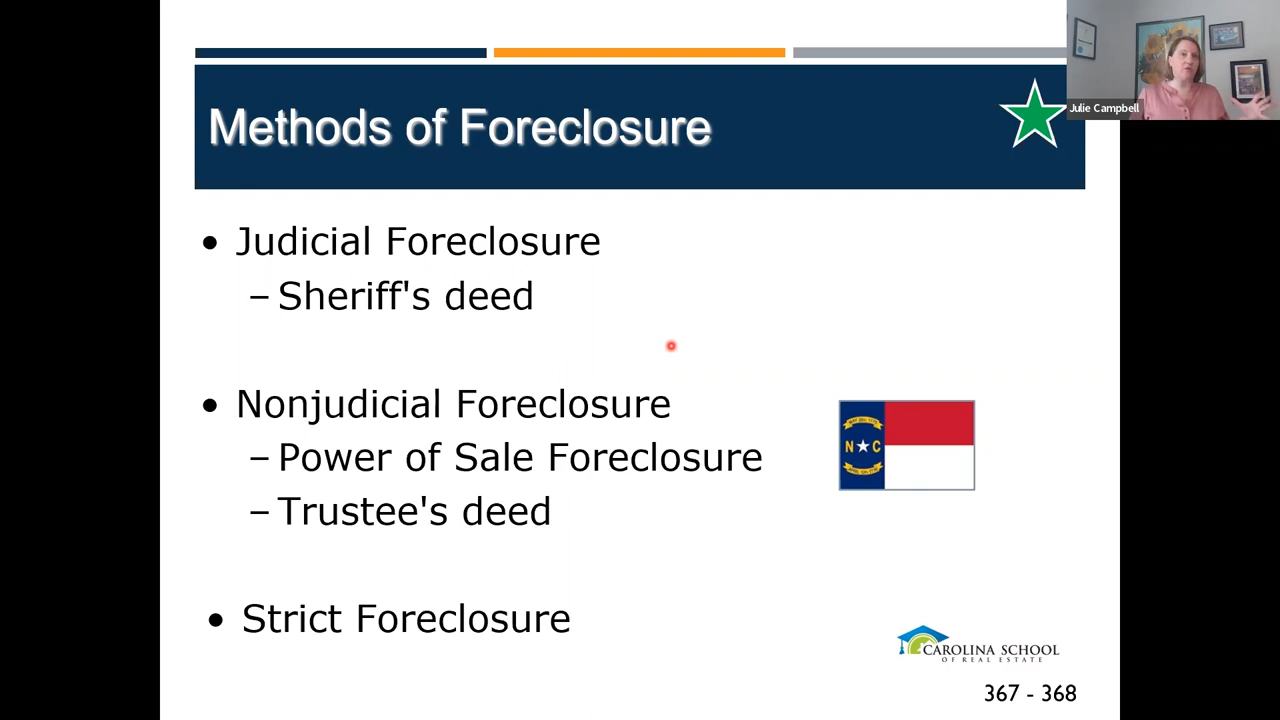 Methods of Foreclosure
Julie Campbell
• Judicial Foreclosure
– Sheriff's deed
• Nonjudicial Foreclosure
– Power of Sale Foreclosure
– Trustee's deed
N C
• Strict Foreclosure
CAROLINA SCHOOL
OF REAL ESTATE
367 - 368